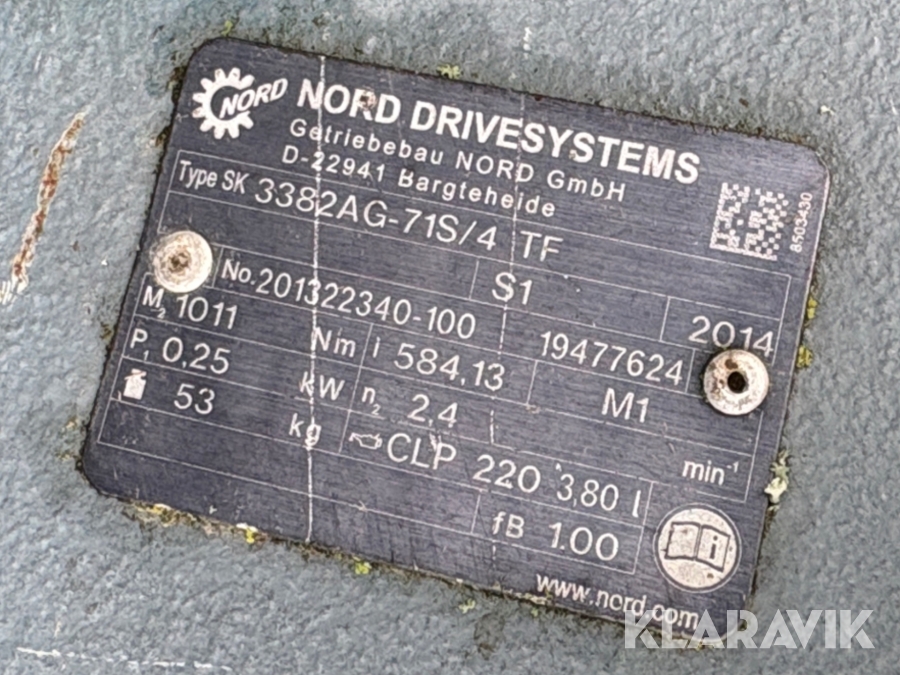 NORD
NORD DRIVESYSTEMS
Getriebebau NORD GmbH
D-22941 Bargteheide
8503430
Type SK 3382AG-71S/4 TF
S1 2014
No. 201322340-100 19477624
M2 1011 Nm i 584,13 M1
P1 0,25 kW n2 2,4 min-1
53 kg CLP 220 3,80 l
fB 1.00
i
www.nord.com
KLARAVIK